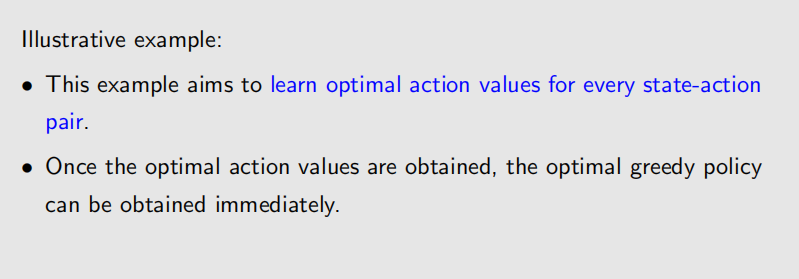 Illustrative example:
• This example aims to learn optimal action values for every state-action
pair.
• Once the optimal action values are obtained, the optimal greedy policy
can be obtained immediately.